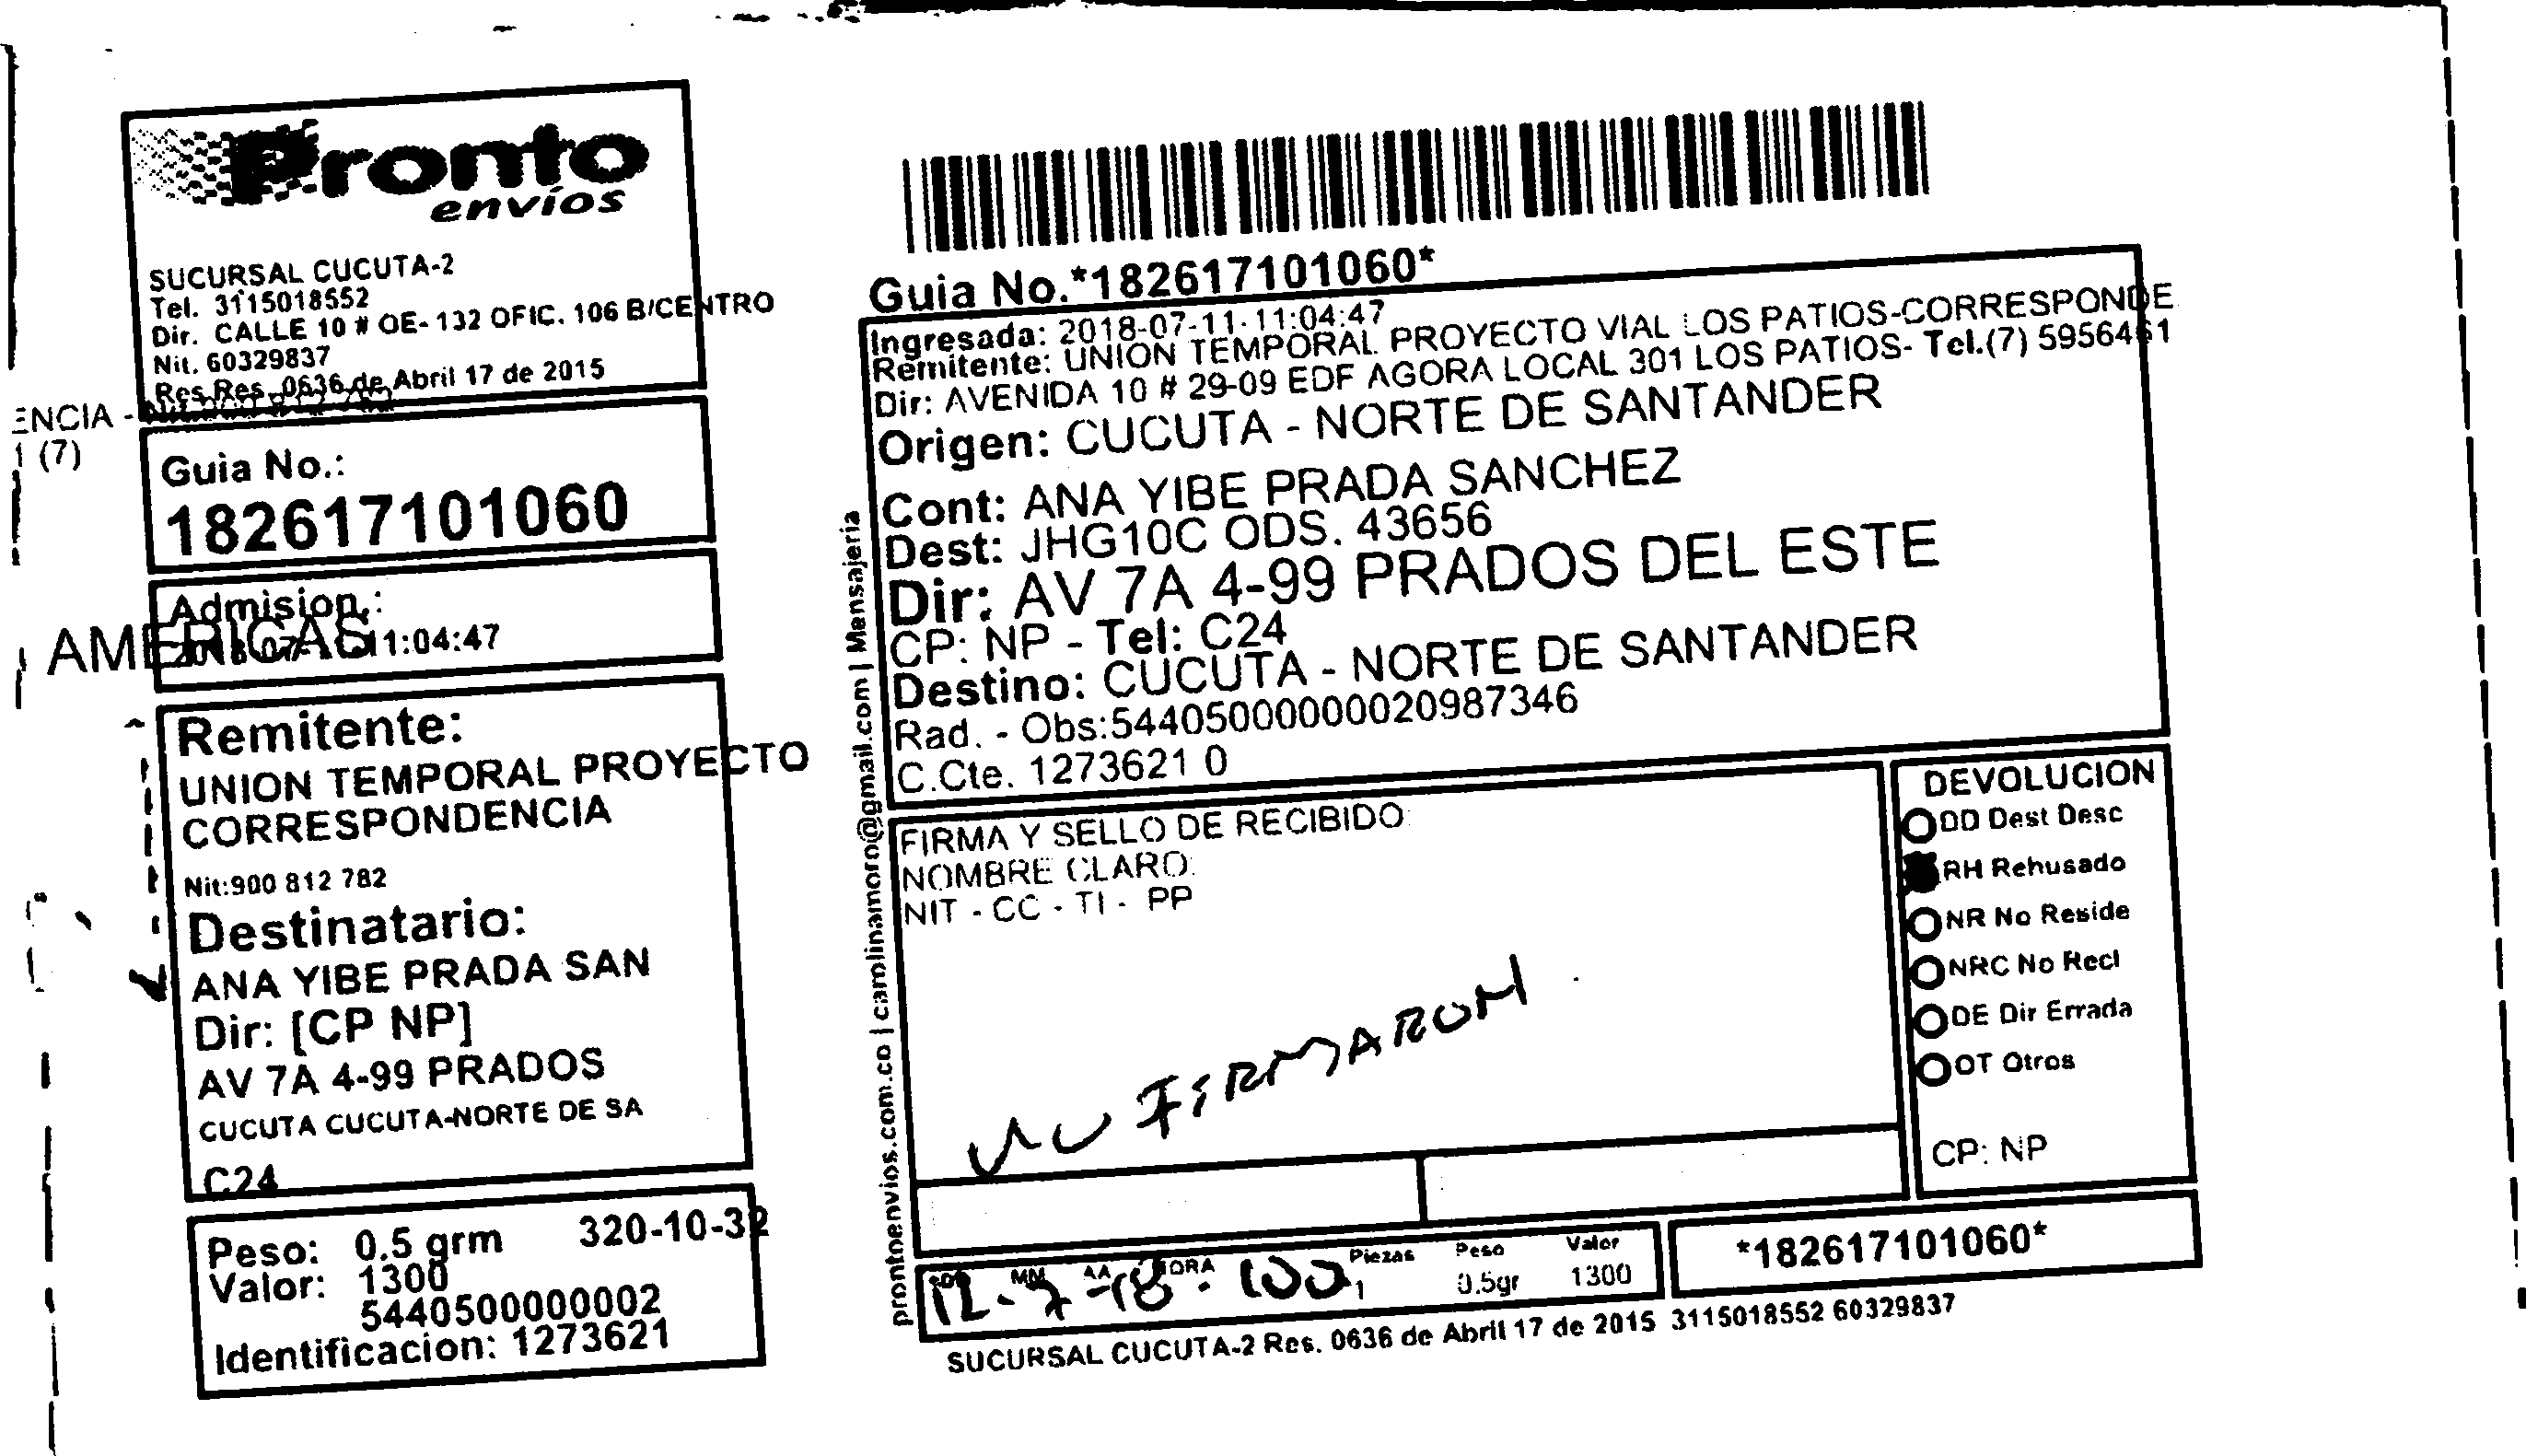 Pronto
envíos
SUCURSAL CUCUTA-2
Tel. 3115018552
Dir. CALLE 10 # OE-132 OFIC. 106 B/CENTRO
Nit. 60329837
Res Res. 0636 de Abril 17 de 2015
ENCIA -
(7)
Guia No.:
182617101060
Admision.:
11:04:47
AMERICAS
Remitente:
UNION TEMPORAL PROYECTO
CORRESPONDENCIA
Nit:900 812 782
Destinatario:
ANA YIBE PRADA SAN
Dir: [CP NP]
AV 7A 4-99 PRADOS
CUCUTA CUCUTA-NORTE DE SA
C24
Peso: 0.5 grm 320-10-32
Valor: 1300
5440500000002
Identificacion: 1273621
prontoenvios.com.co | carolinamoro@gmail.com | Mensajeria
Guia No.*182617101060*
Ingresada: 2018-07-11-11:04:47
Remitente: UNION TEMPORAL PROYECTO VIAL LOS PATIOS-CORRESPONDE
Dir: AVENIDA 10 # 29-09 EDF AGORA LOCAL 301 LOS PATIOS- Tel.(7) 5956461
Origen: CUCUTA - NORTE DE SANTANDER
Cont: ANA YIBE PRADA SANCHEZ
Dest: JHG10C ODS. 43656
Dir: AV 7A 4-99 PRADOS DEL ESTE
CP: NP - Tel: C24
Destino: CUCUTA - NORTE DE SANTANDER
Rad. - Obs:54405000000020987346
C.Cte. 1273621 0
FIRMA Y SELLO DE RECIBIDO:
NOMBRE CLARO:
NIT - CC - TI - PP
NO FIRMARON
DEVOLUCION
DD Dest Desc
RH Rehusado
NR No Reside
NRC No Recl
DE Dir Errada
OT Otros
CP: NP
MM AA HORA Piezas Peso Valor
12-7-18. 100 1 0.5gr 1300
*182617101060*
SUCURSAL CUCUTA-2 Res. 0636 de Abril 17 de 2015 3115018552 60329837